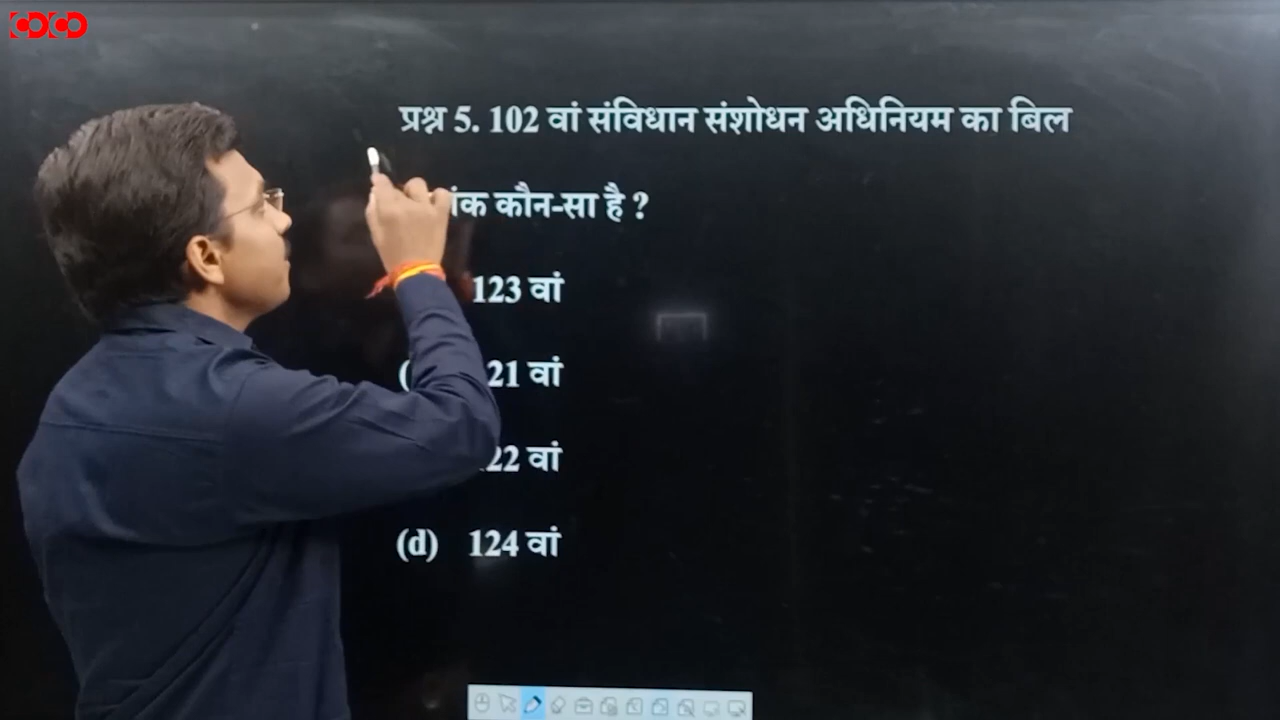 प्रश्न 5. 102 वां संविधान संशोधन अधिनियम का बिल
कौन-सा है ?
123 वां
21 वां
22 वां
(d) 124 वां